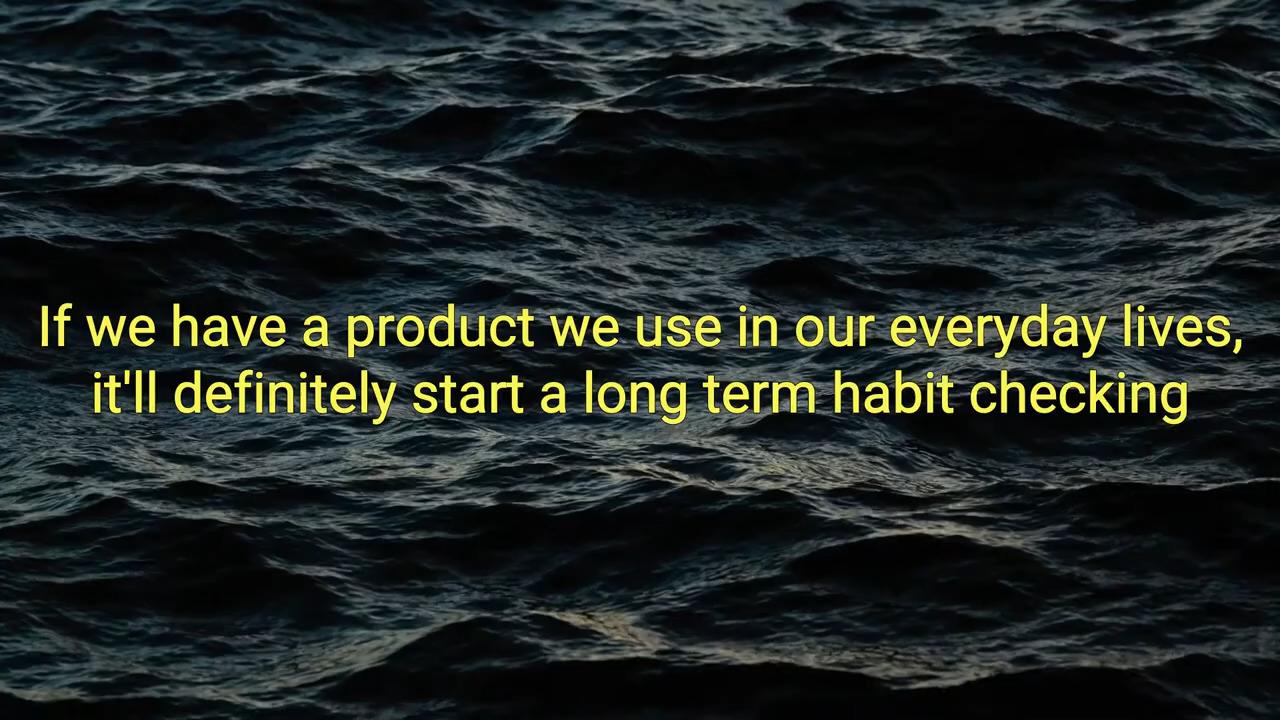 If we have a product we use in our everyday lives,
it'll definitely start a long term habit checking